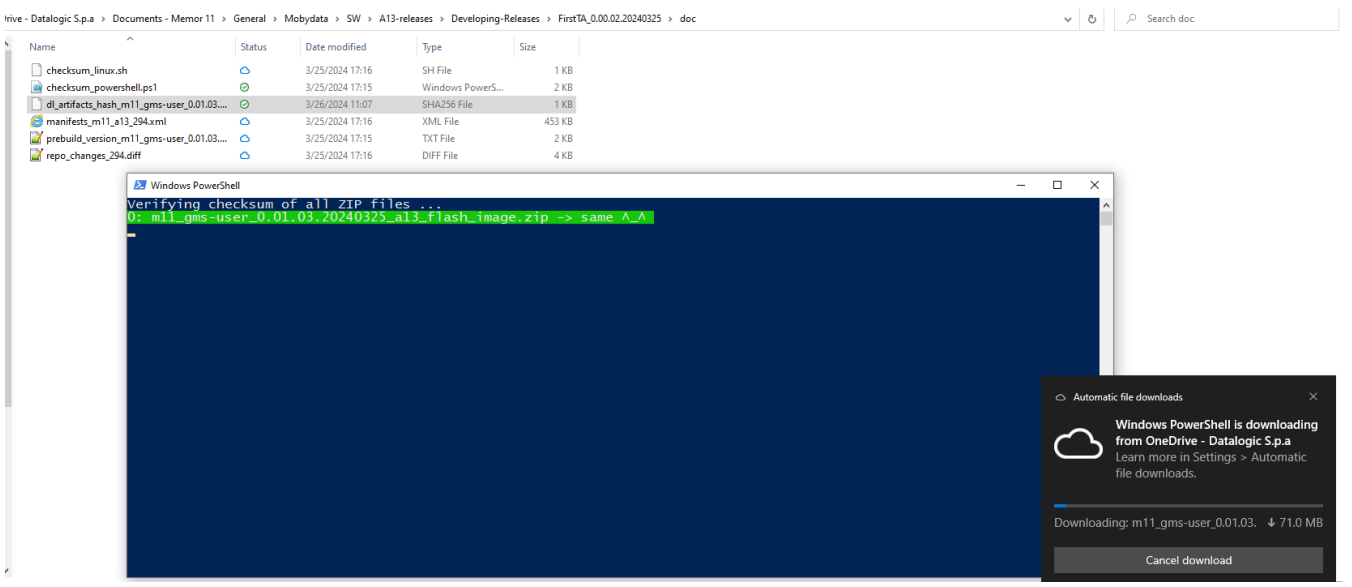 rive - Datalogic S.p.a > Documents - Memor 11 > General > Mobydata > SW > A13-releases > Developing-Releases > FirstTA_0.00.02.20240325 > doc
Search doc
Name Status Date modified Type Size
checksum_linux.sh 3/25/2024 17:16 SH File 1 KB
checksum_powershell.ps1 3/25/2024 17:15 Windows PowerS... 2 KB
dl_artifacts_hash_m11_gms-user_0.01.03.... 3/26/2024 11:07 SHA256 File 1 KB
manifests_m11_a13_294.xml 3/25/2024 17:16 XML File 453 KB
prebuild_version_m11_gms-user_0.01.03.... 3/25/2024 17:15 TXT File 2 KB
repo_changes_294.diff 3/25/2024 17:16 DIFF File 4 KB
Windows PowerShell
Verifying checksum of all ZIP files ...
0: m11_gms-user_0.01.03.20240325_a13_flash_image.zip -> same ^_^
Automatic file downloads
Windows PowerShell is downloading
from OneDrive - Datalogic S.p.a
Learn more in Settings > Automatic
file downloads.
Downloading: m11_gms-user_0.01.03. 71.0 MB
Cancel download